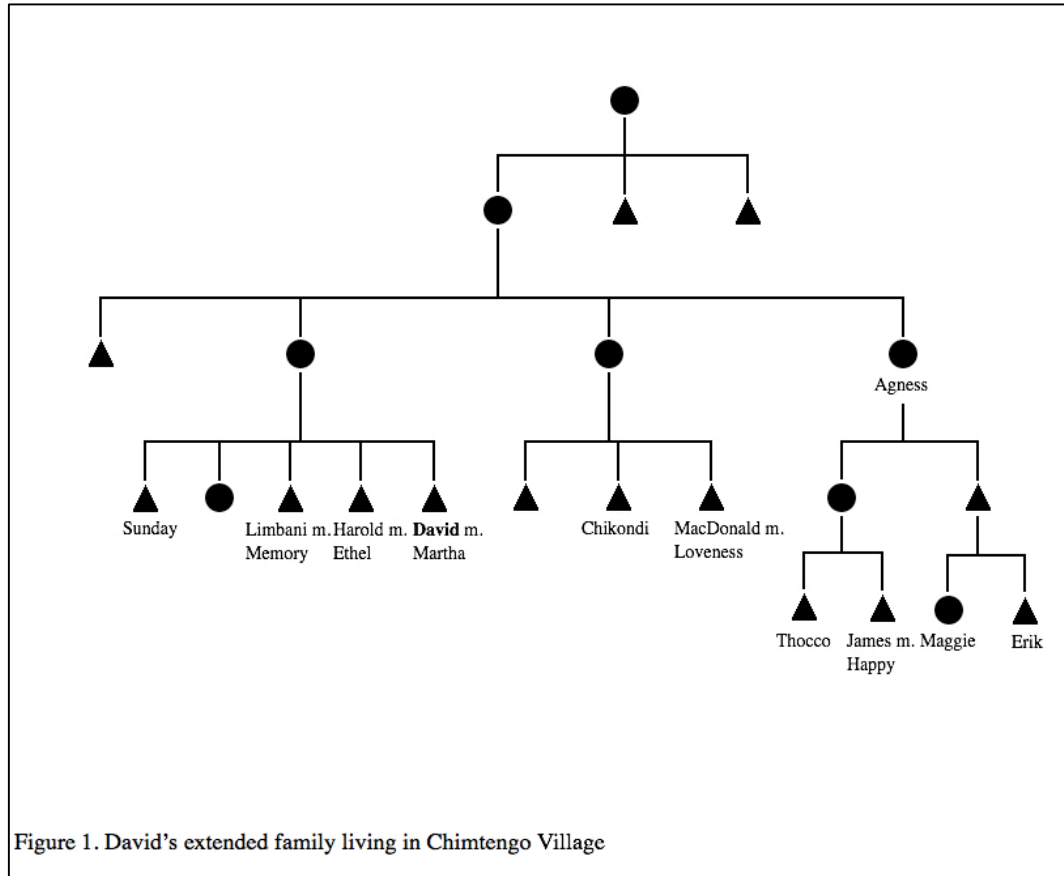 Agness
Sunday
Limbani m. Harold m. David m.
Memory Ethel Martha
Chikondi
MacDonald m.
Loveness
Thocco
James m.
Happy
Maggie
Erik
Figure 1. David's extended family living in Chimtengo Village